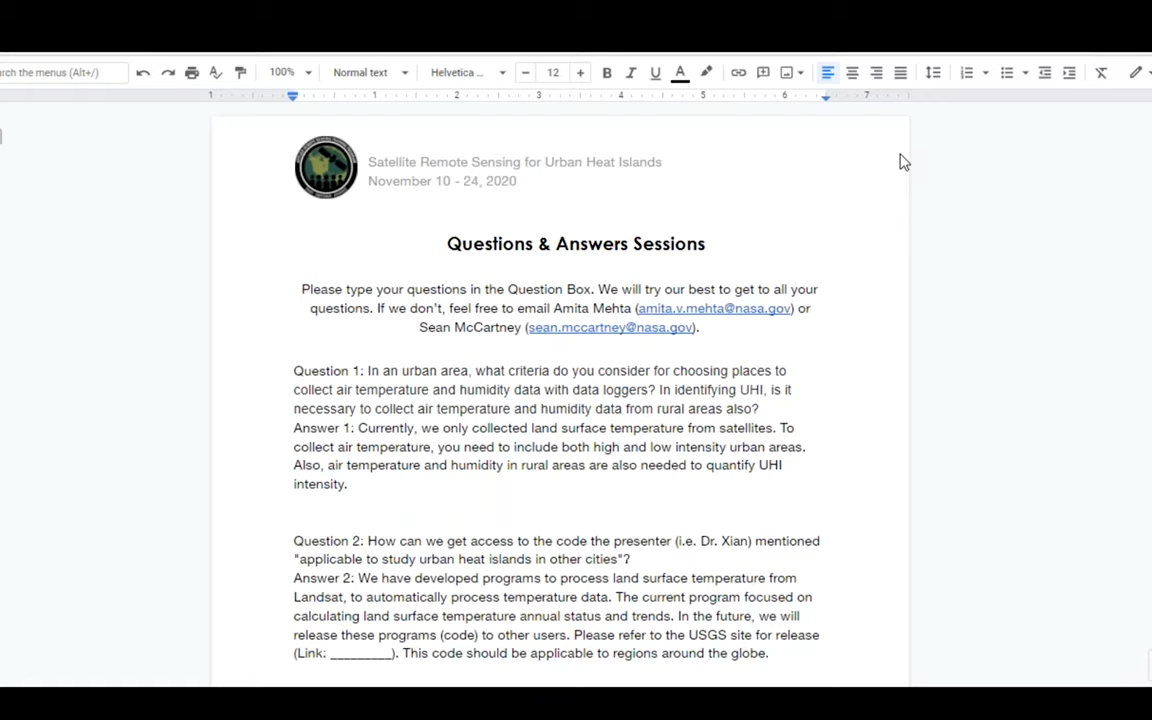 rch the menus (Alt+/)
100%
Normal text
Helvetica ...
12
B
I
U
A
1
1
2
3
4
5
6
7
Satellite Remote Sensing for Urban Heat Islands
November 10 - 24, 2020
Questions & Answers Sessions
Please type your questions in the Question Box. We will try our best to get to all your
questions. If we don't, feel free to email Amita Mehta (amita.v.mehta@nasa.gov) or
Sean McCartney (sean.mccartney@nasa.gov).
Question 1: In an urban area, what criteria do you consider for choosing places to
collect air temperature and humidity data with data loggers? In identifying UHI, is it
necessary to collect air temperature and humidity data from rural areas also?
Answer 1: Currently, we only collected land surface temperature from satellites. To
collect air temperature, you need to include both high and low intensity urban areas.
Also, air temperature and humidity in rural areas are also needed to quantify UHI
intensity.
Question 2: How can we get access to the code the presenter (i.e. Dr. Xian) mentioned
"applicable to study urban heat islands in other cities"?
Answer 2: We have developed programs to process land surface temperature from
Landsat, to automatically process temperature data. The current program focused on
calculating land surface temperature annual status and trends. In the future, we will
release these programs (code) to other users. Please refer to the USGS site for release
(Link: _________). This code should be applicable to regions around the globe.